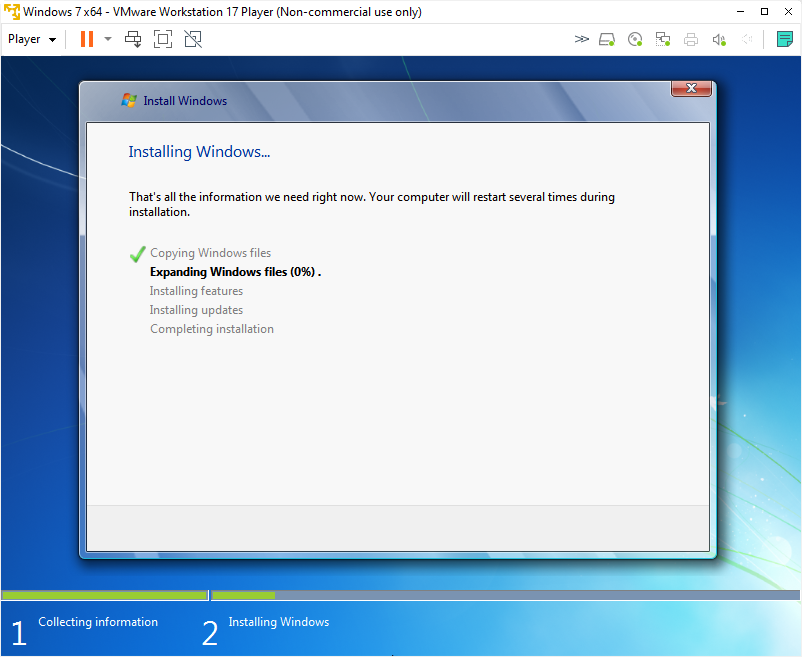 Windows 7 x64 - VMware Workstation 17 Player (Non-commercial use only)
Player
Install Windows
Installing Windows...
That's all the information we need right now. Your computer will restart several times during
installation.
Copying Windows files
Expanding Windows files (0%) .
Installing features
Installing updates
Completing installation
1 Collecting information
2 Installing Windows